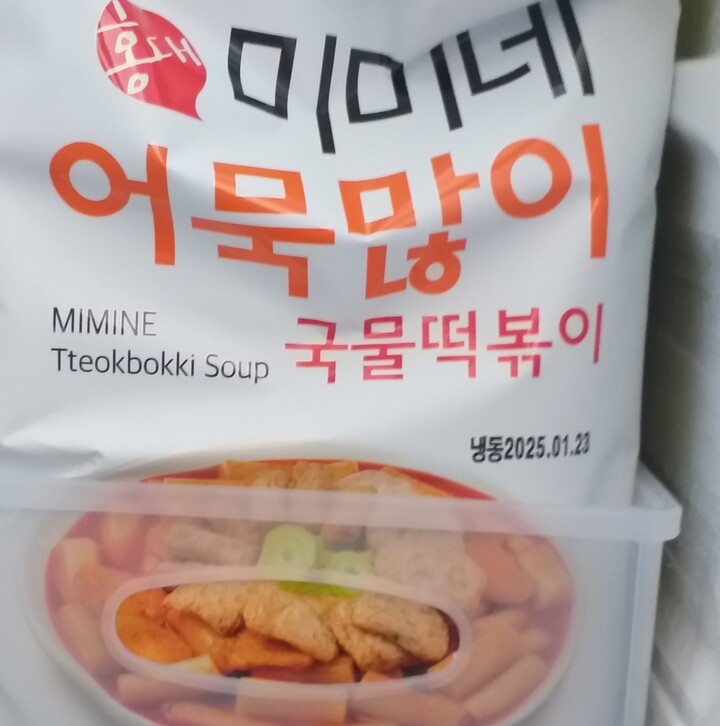 홍대
미미네
어묵많이
MIMINE
Tteokbokki Soup
국물떡볶이
냉동2025.01.23